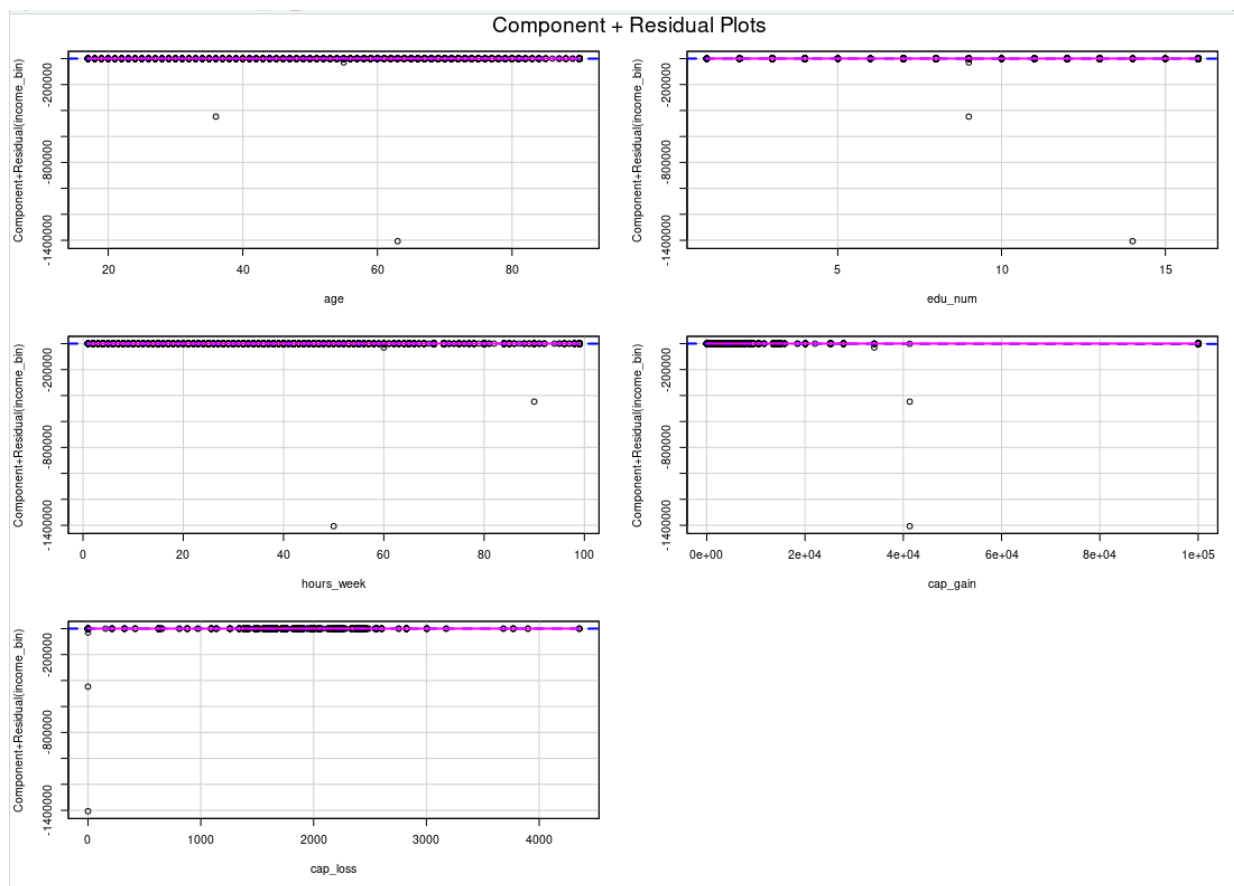 Component + Residual Plots
Component+Residual(income_bin)
-200000
-800000
-1400000
20 40 60 80
age
Component+Residual(income_bin)
-200000
-800000
-1400000
5 10 15
edu_num
Component+Residual(income_bin)
-200000
-800000
-1400000
0 20 40 60 80 100
hours_week
Component+Residual(income_bin)
-200000
-800000
-1400000
0e+00 2e+04 4e+04 6e+04 8e+04 1e+05
cap_gain
Component+Residual(income_bin)
-200000
-800000
-1400000
0 1000 2000 3000 4000
cap_loss